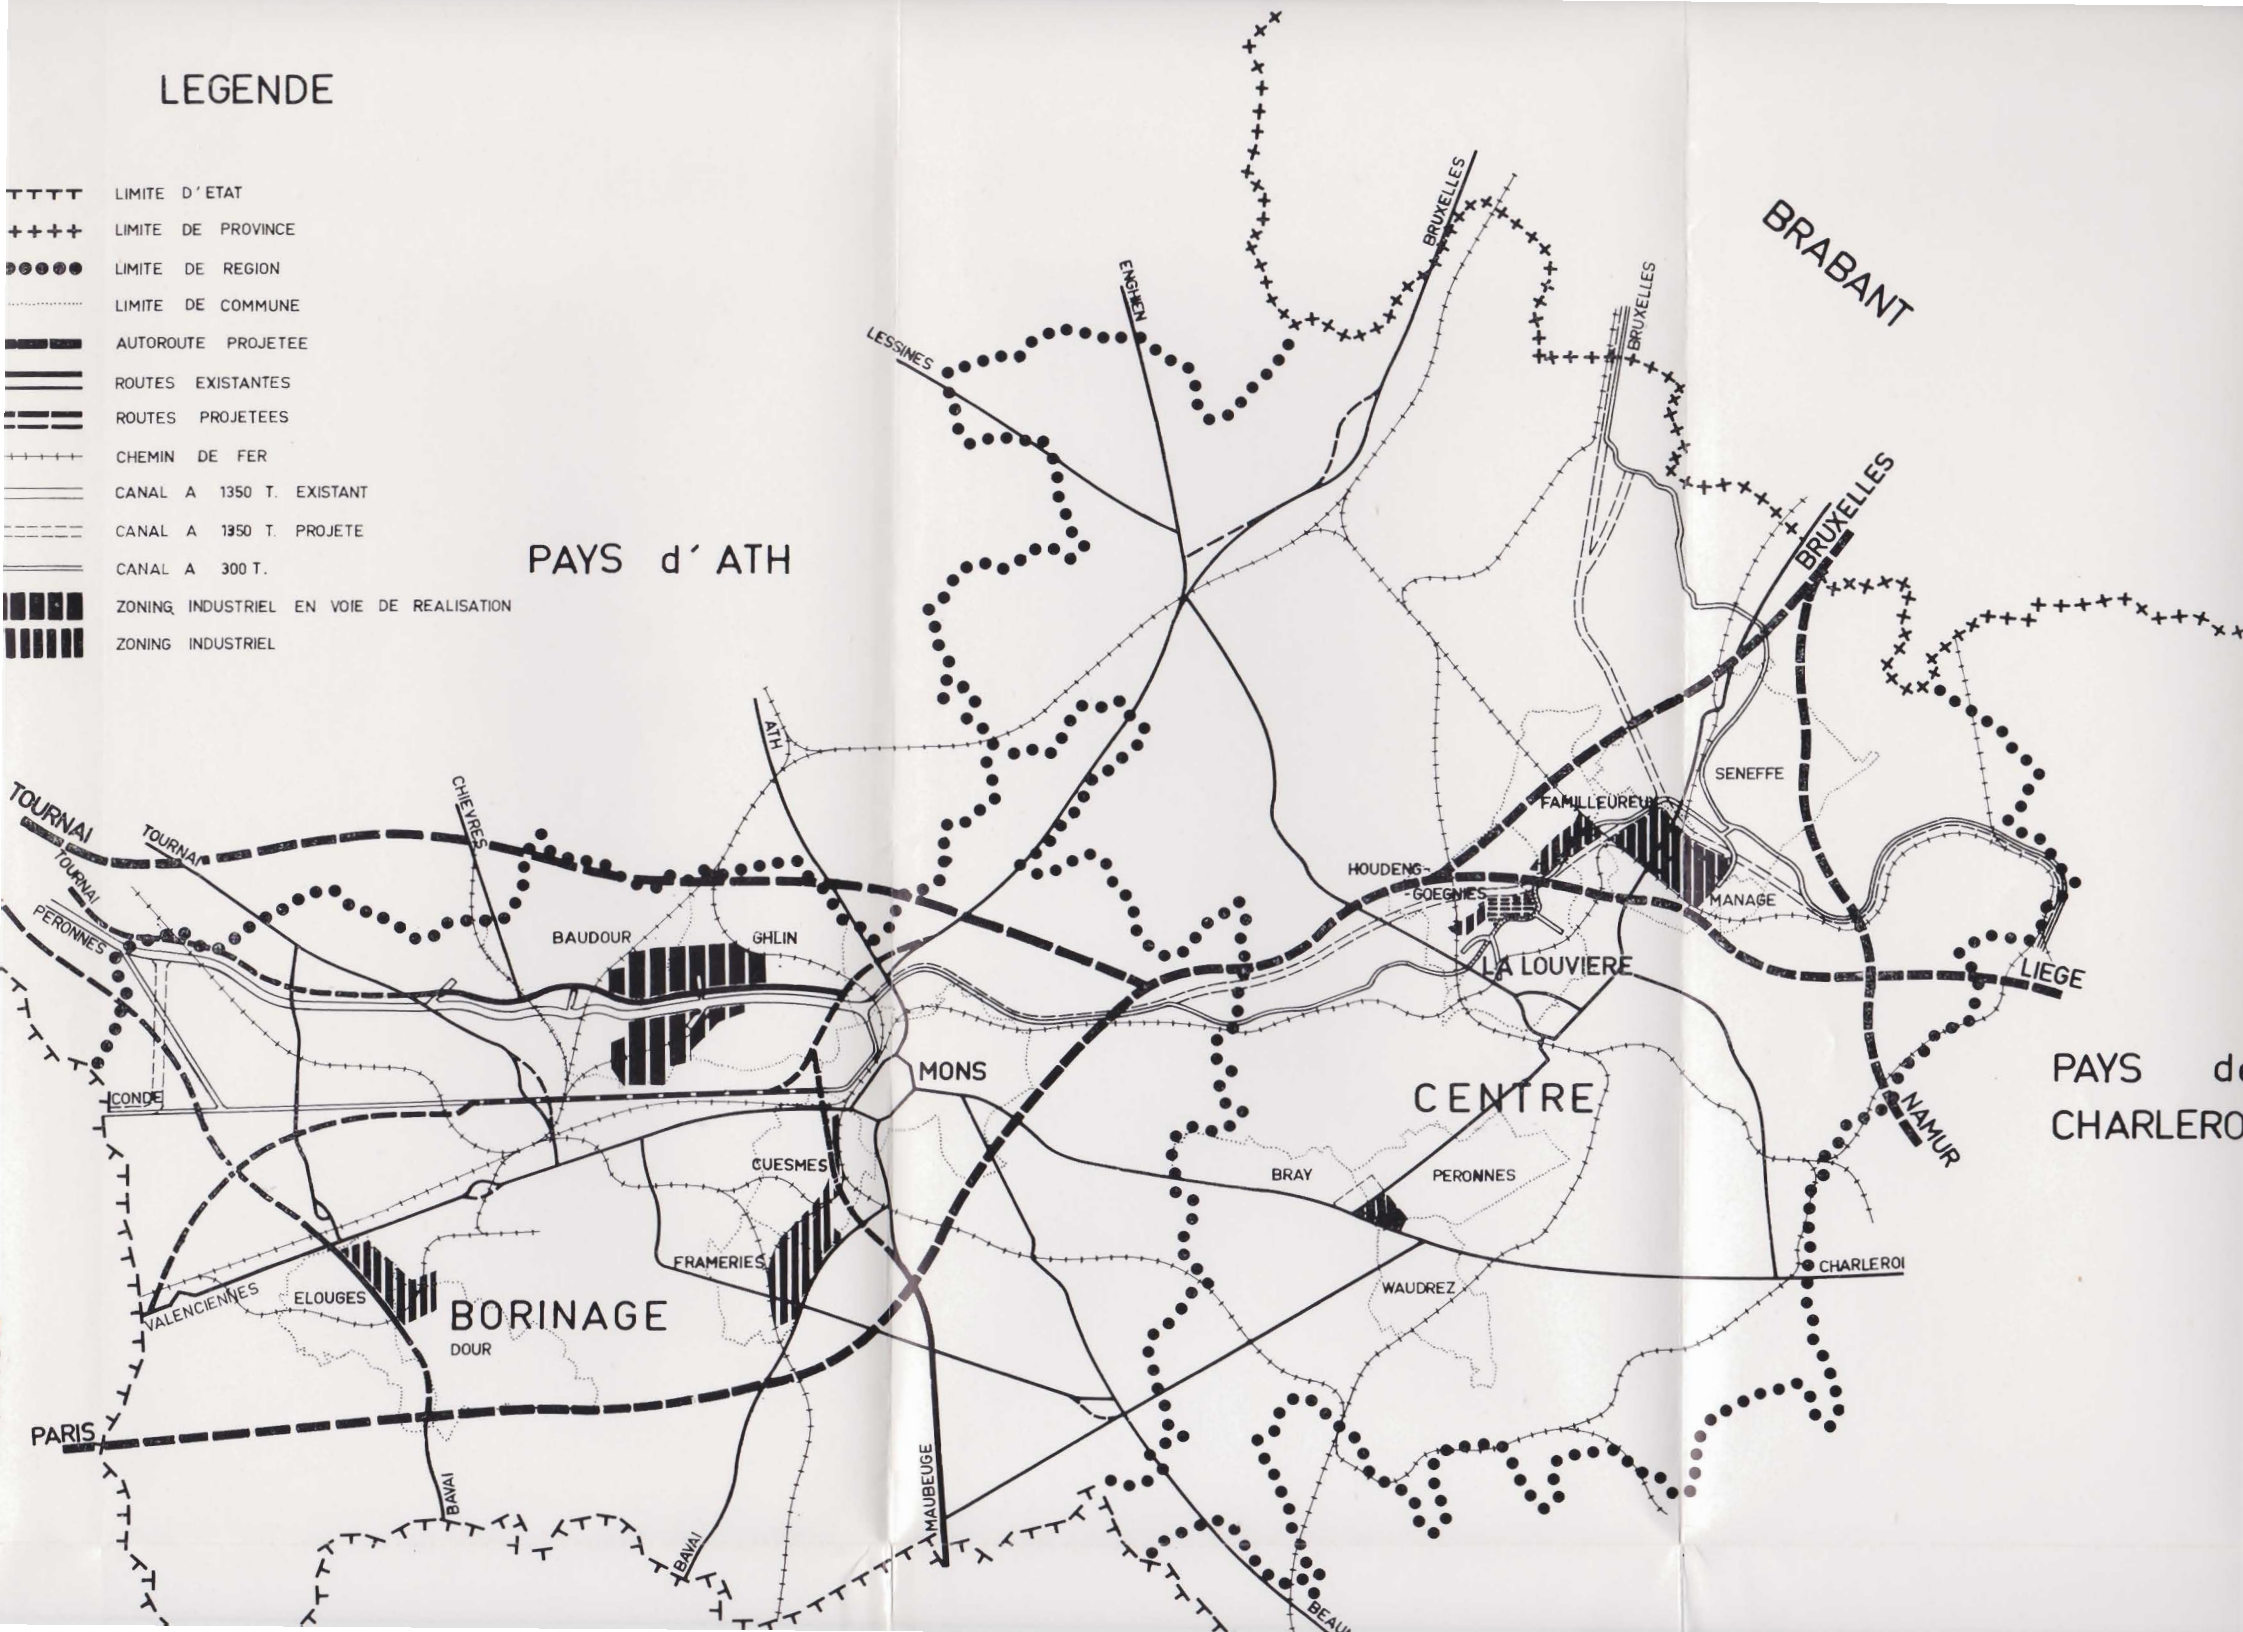 LEGENDE
LIMITE D'ETAT
LIMITE DE PROVINCE
LIMITE DE REGION
LIMITE DE COMMUNE
AUTOROUTE PROJETEE
ROUTES EXISTANTES
ROUTES PROJETEES
CHEMIN DE FER
CANAL A 1350 T. EXISTANT
CANAL A 1350 T. PROJETE
CANAL A 300 T.
ZONING INDUSTRIEL EN VOIE DE REALISATION
ZONING INDUSTRIEL
BRUXELLES
BRABANT
ENGHIEN
BRUXELLES
LESSINES
BRUXELLES
PAYS d'ATH
ATH
CHIEVRES
TOURNAI
TOURNAI
TOURNAI
PERONNES
SENEFFE
FAMILLEUREUX
HOUDENG-
-GOEGNIES
MANAGE
BAUDOUR
GHLIN
LA LOUVIERE
LIEGE
MONS
CONDE
CENTRE
PAYS de
CHARLERO
NAMUR
CUESMES
BRAY
PERONNES
FRAMERIES
WAUDREZ
CHARLEROI
ELOUGES
VALENCIENNES
BORINAGE
DOUR
PARIS
BAVAI
BAVAI
MAUBEUGE
BEAU